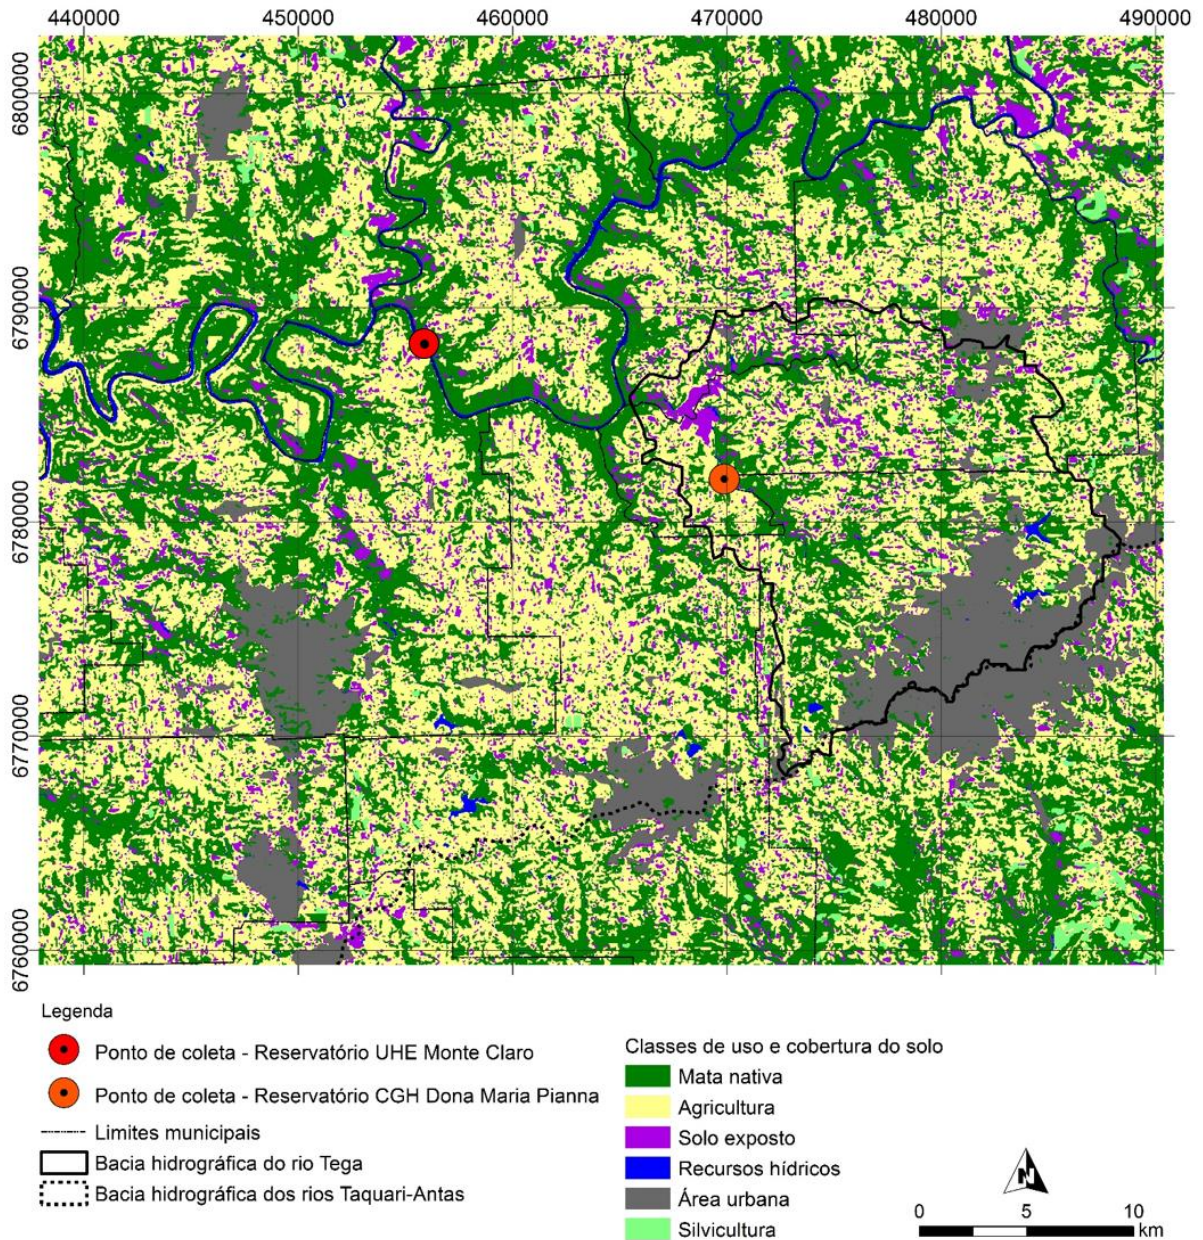 440000 450000 460000 470000 480000 490000
6800000
6790000
6780000
6770000
6760000
Legenda
Ponto de coleta - Reservatório UHE Monte Claro
Ponto de coleta - Reservatório CGH Dona Maria Pianna
Limites municipais
Bacia hidrográfica do rio Tega
Bacia hidrográfica dos rios Taquari-Antas
Classes de uso e cobertura do solo
Mata nativa
Agricultura
Solo exposto
Recursos hídricos
Área urbana
Silvicultura
N
0 5 10
km